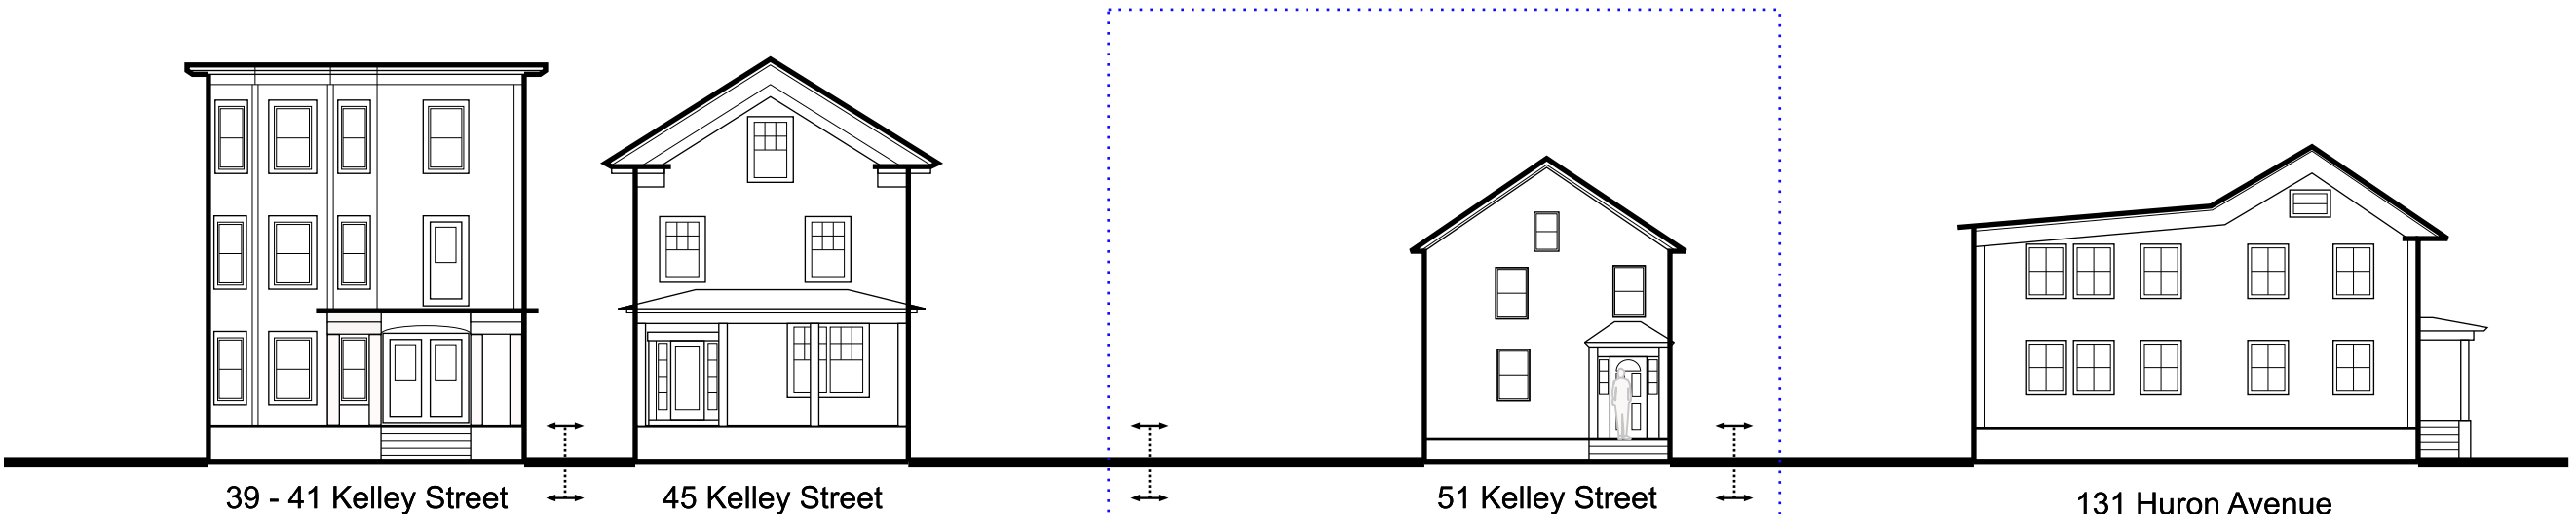 39 - 41 Kelley Street
45 Kelley Street
51 Kelley Street
131 Huron Avenue